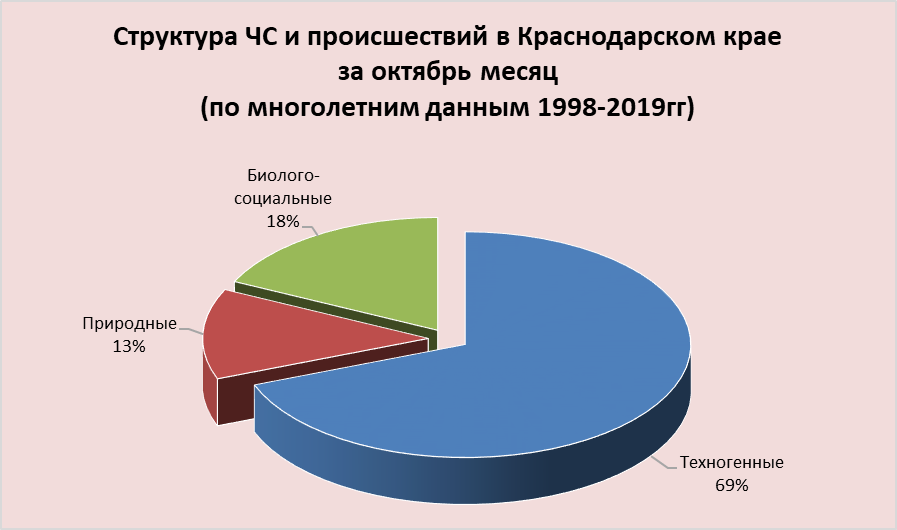 Структура ЧС и происшествий в Краснодарском крае
за октябрь месяц
(по многолетним данным 1998-2019гг)
Биолого-
социальные
18%
Природные
13%
Техногенные
69%